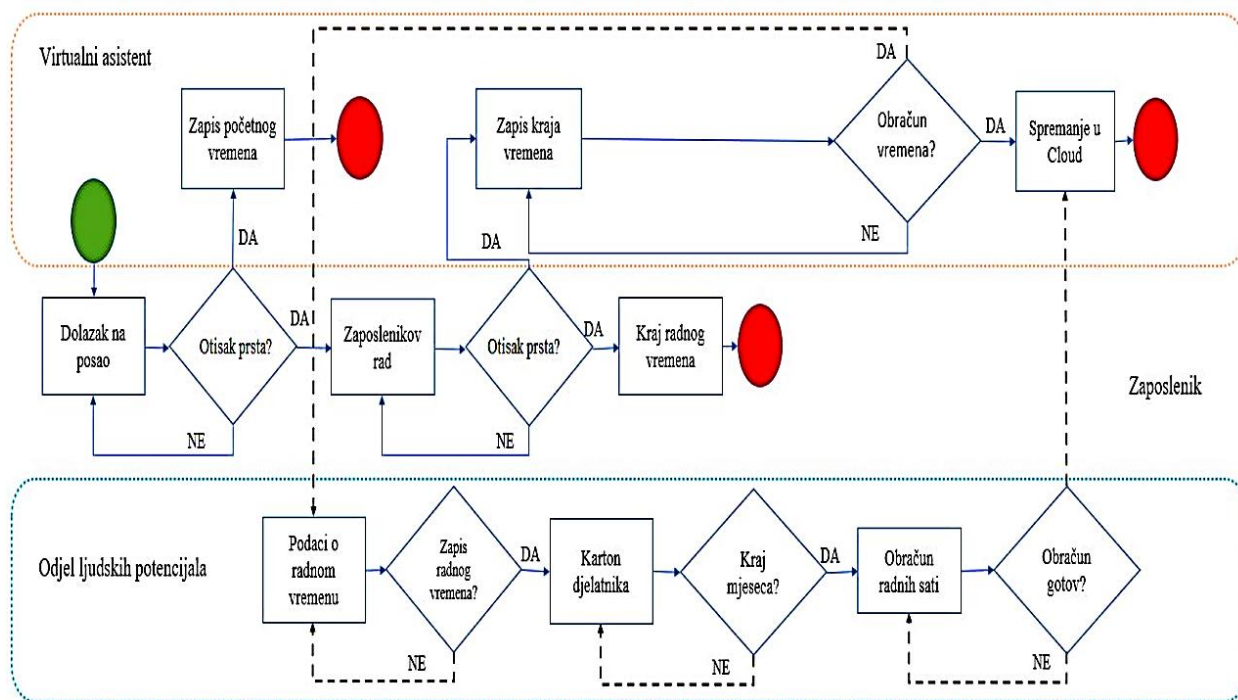 Virtualni asistent
DA
Zapis početnog
vremena
Zapis kraja
vremena
Obračun
vremena?
DA
Spremanje u
Cloud
DA
DA
NE
Dolazak na
posao
Otisak prsta?
DA
Zaposlenikov
rad
Otisak prsta?
DA
Kraj radnog
vremena
Zaposlenik
NE
NE
Odjel ljudskih potencijala
Podaci o
radnom
vremenu
Zapis
radnog
vremena?
DA
Karton
djelatnika
Kraj
mjeseca?
DA
Obračun
radnih sati
Obračun
gotov?
NE
NE
NE